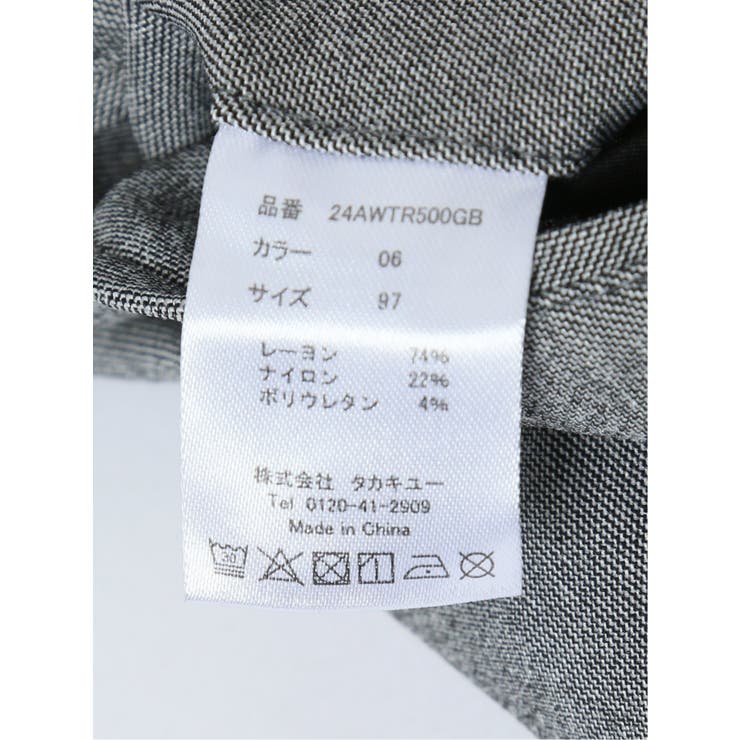 品番 24AWTR500GB
カラー 06
サイズ 97
レーヨン 74%
ナイロン 22%
ポリウレタン 4%
株式会社 タカキュー
Tel 0120-41-2909
Made in China
30